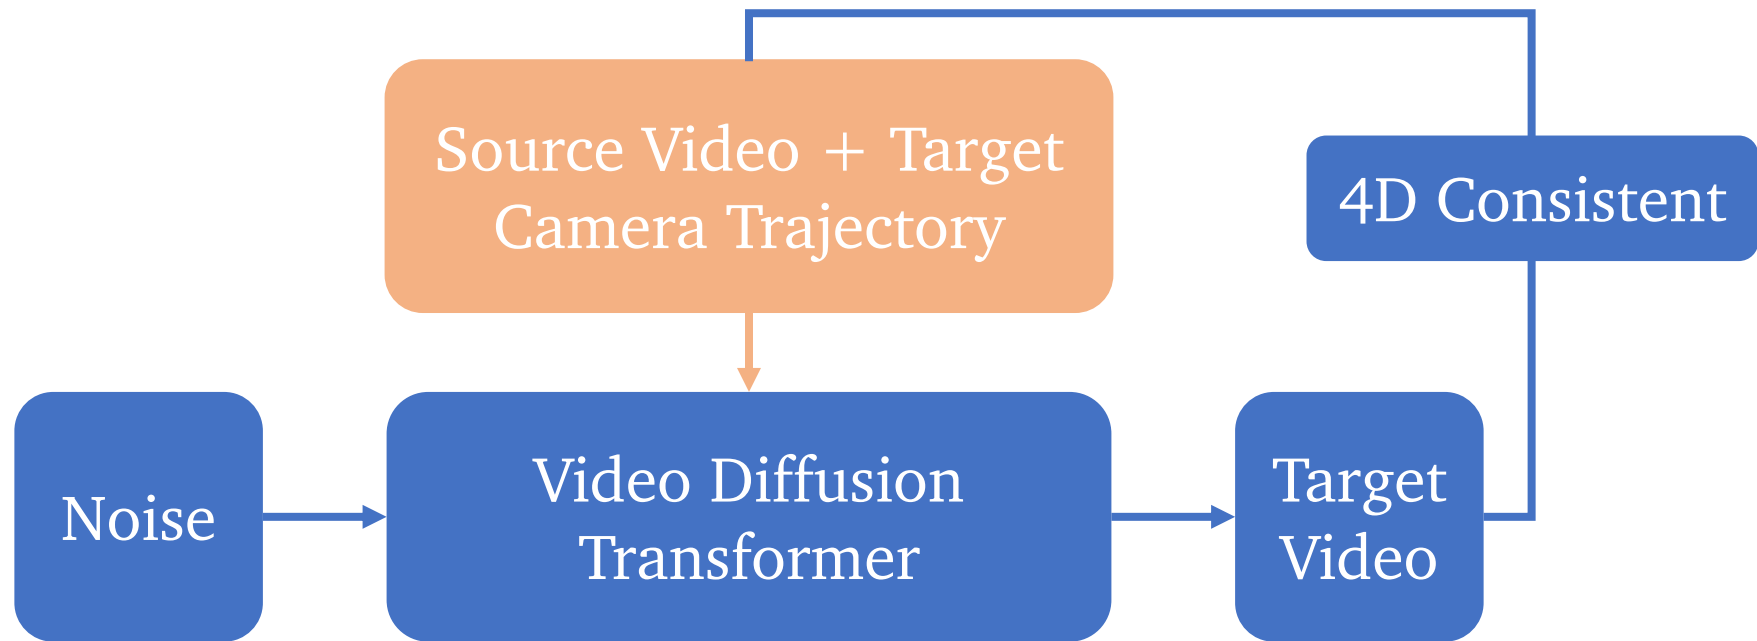 Source Video + Target
Camera Trajectory
4D Consistent
Noise
Video Diffusion
Transformer
Target
Video